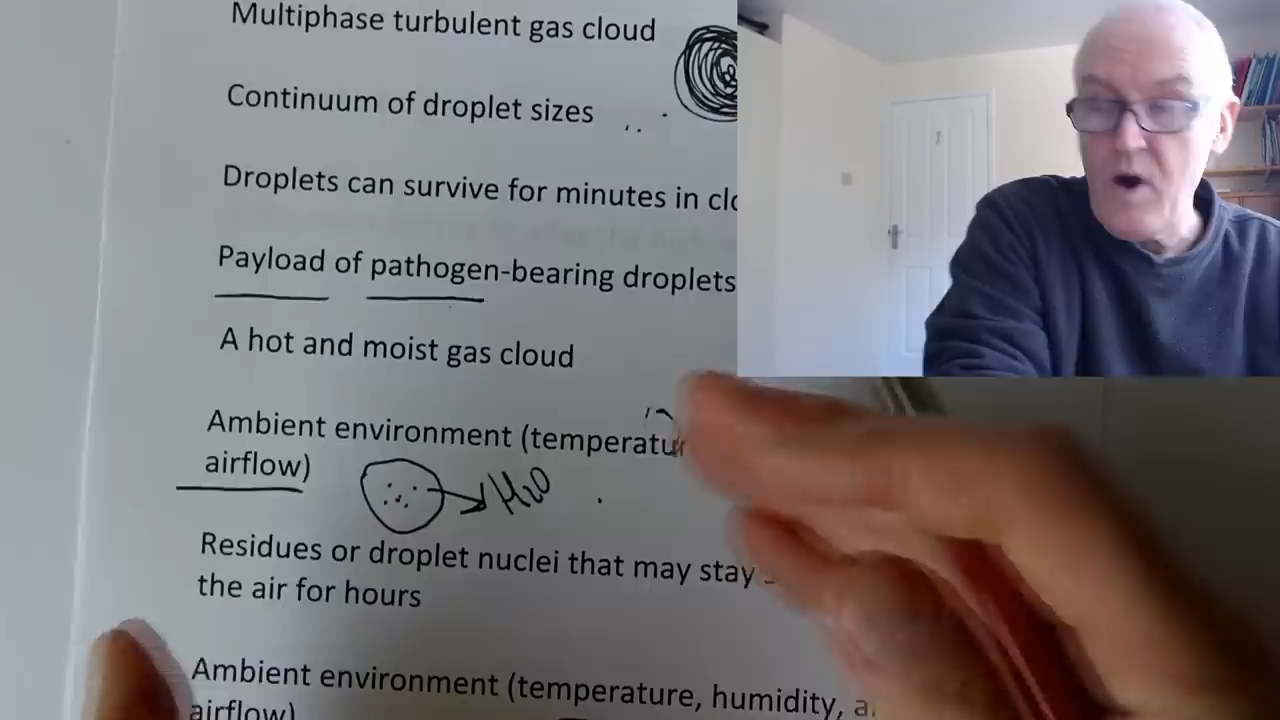 Multiphase turbulent gas cloud
Continuum of droplet sizes
Droplets can survive for minutes in
Payload of pathogen-bearing droplets
A hot and moist gas cloud
Ambient environment
airflow)
H2O
Residues or droplet nuclei that may stay
the air for hours
Ambient environment (temperature, humidity,
airflow)